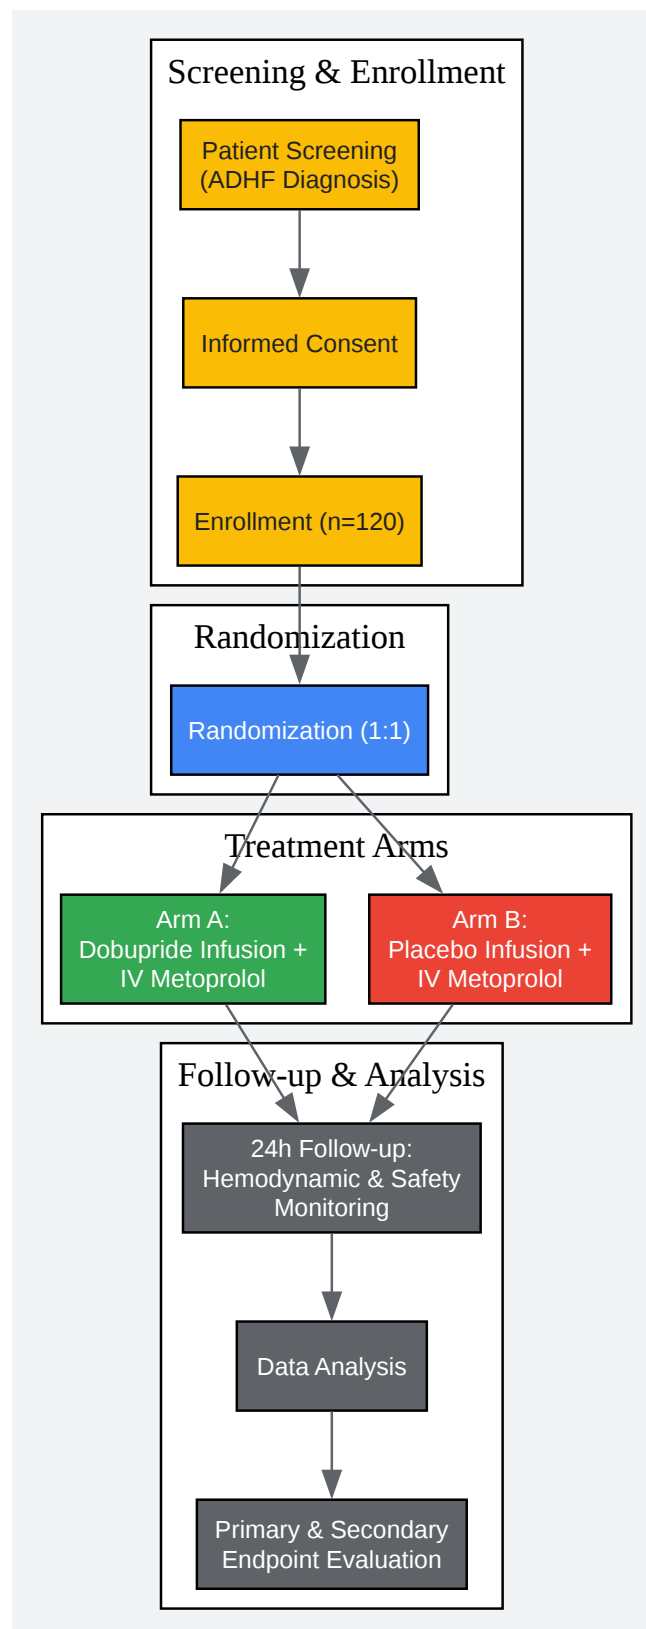 Screening & Enrollment
Patient Screening
(ADHF Diagnosis)
Informed Consent
Enrollment (n=120)
Randomization
Randomization (1:1)
Treatment Arms
Arm A:
Dobupride Infusion +
IV Metoprolol
Arm B:
Placebo Infusion +
IV Metoprolol
Follow-up & Analysis
24h Follow-up:
Hemodynamic & Safety
Monitoring
Data Analysis
Primary & Secondary
Endpoint Evaluation